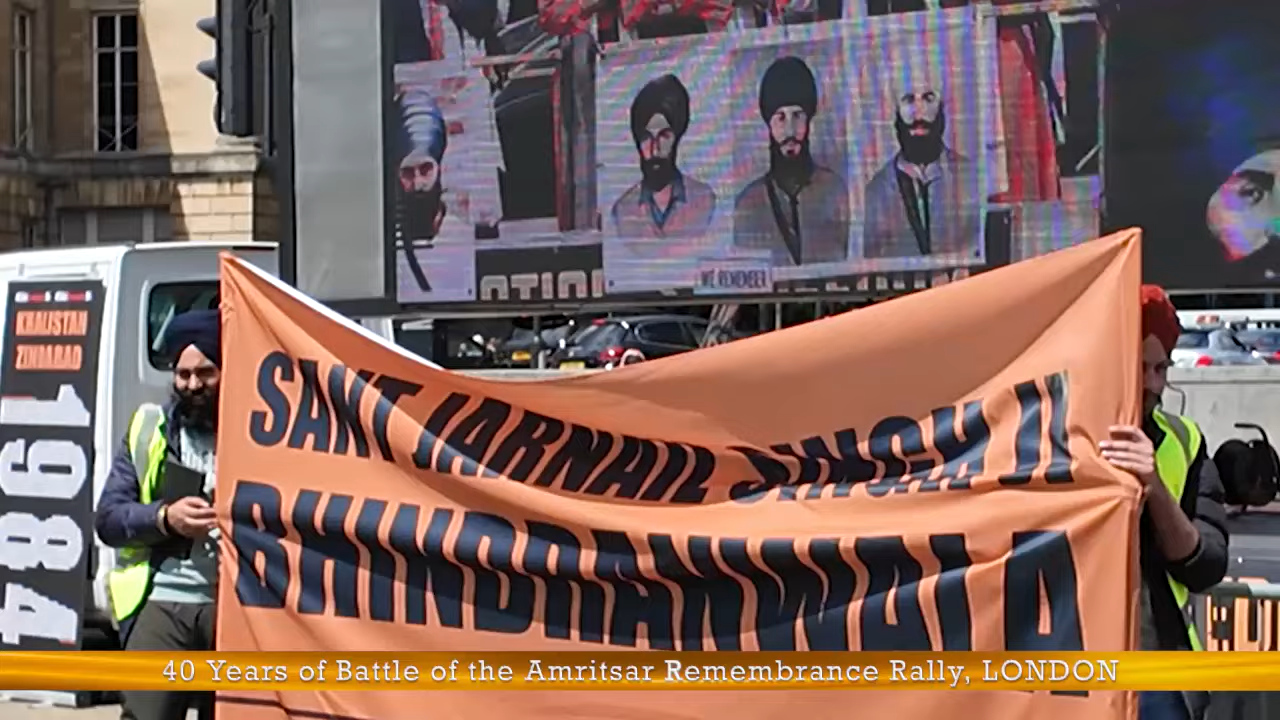 WE REMEMBER
KHALISTAN
ZINDABAD
1984
SANT JARNAIL SINGH JI
BHINDRANWALA
40 Years of Battle of the Amritsar Remembrance Rally, LONDON